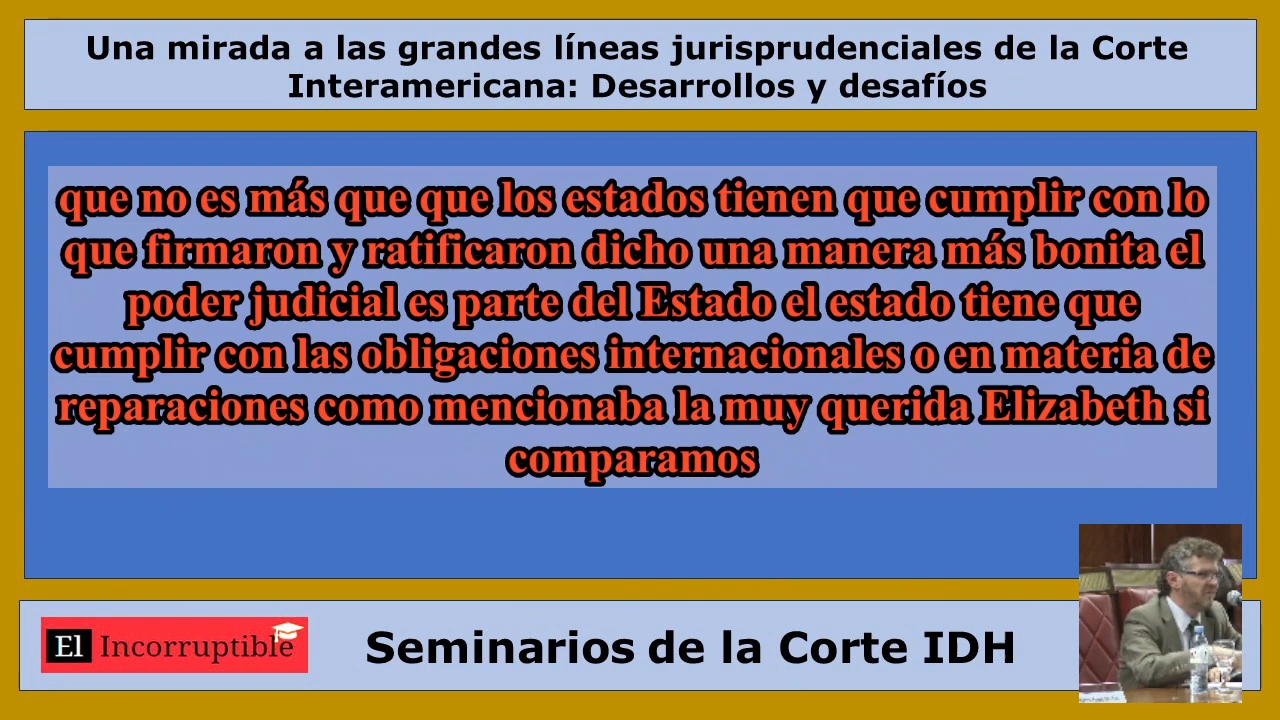 Una mirada a las grandes líneas jurisprudenciales de la Corte
Interamericana: Desarrollos y desafíos
que no es más que que los estados tienen que cumplir con lo
que firmaron y ratificaron dicho una manera más bonita el
poder judicial es parte del Estado el estado tiene que
cumplir con las obligaciones internacionales o en materia de
reparaciones como mencionaba la muy querida Elizabeth si
comparamos
El Incorruptible
Seminarios de la Corte IDH